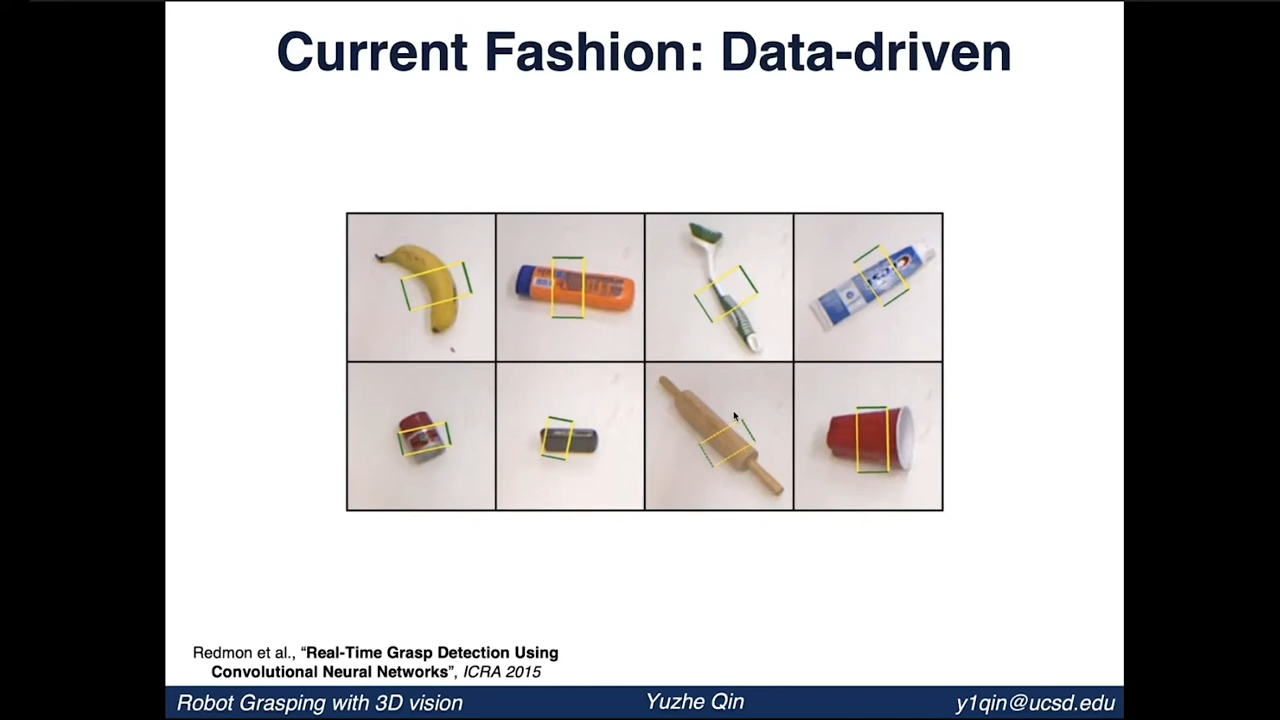 Current Fashion: Data-driven
Redmon et al., “Real-Time Grasp Detection Using
Convolutional Neural Networks”, ICRA 2015
Robot Grasping with 3D vision
Yuzhe Qin
y1qin@ucsd.edu